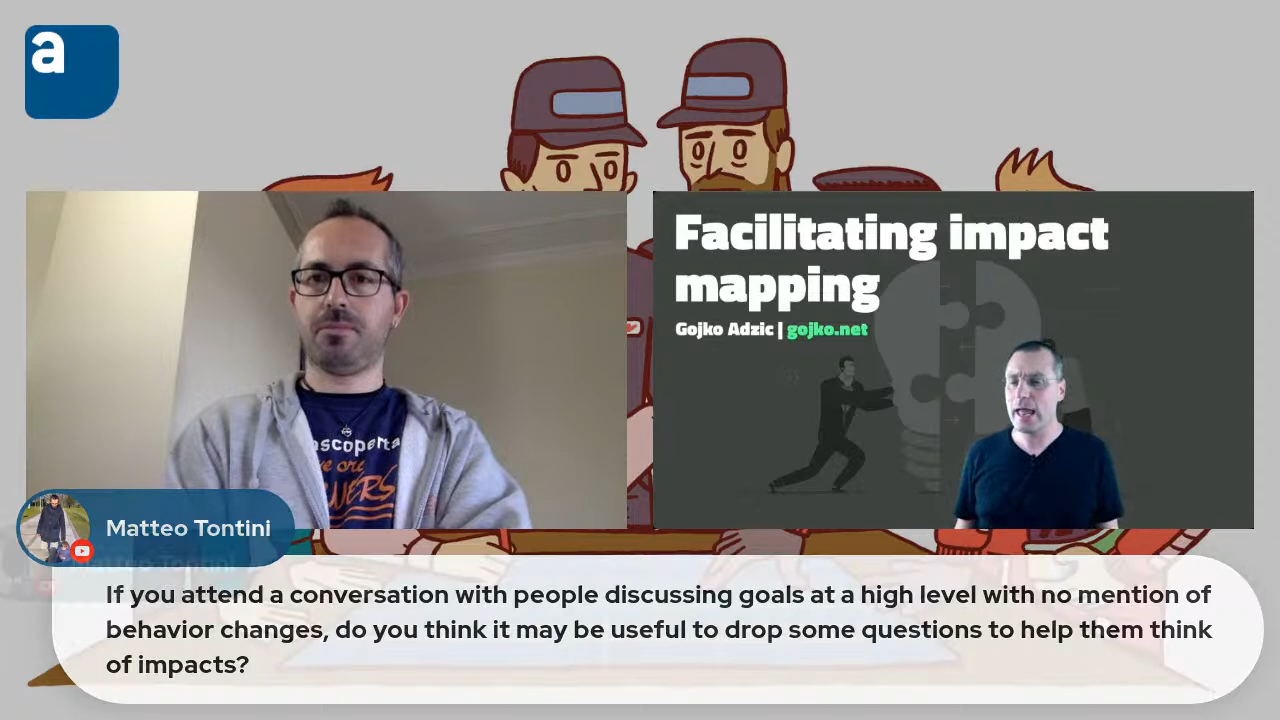 a
Facilitating impact
mapping
Gojko Adzic | gojko.net
Matteo Tontini
If you attend a conversation with people discussing goals at a high level with no mention of
behavior changes, do you think it may be useful to drop some questions to help them think
of impacts?